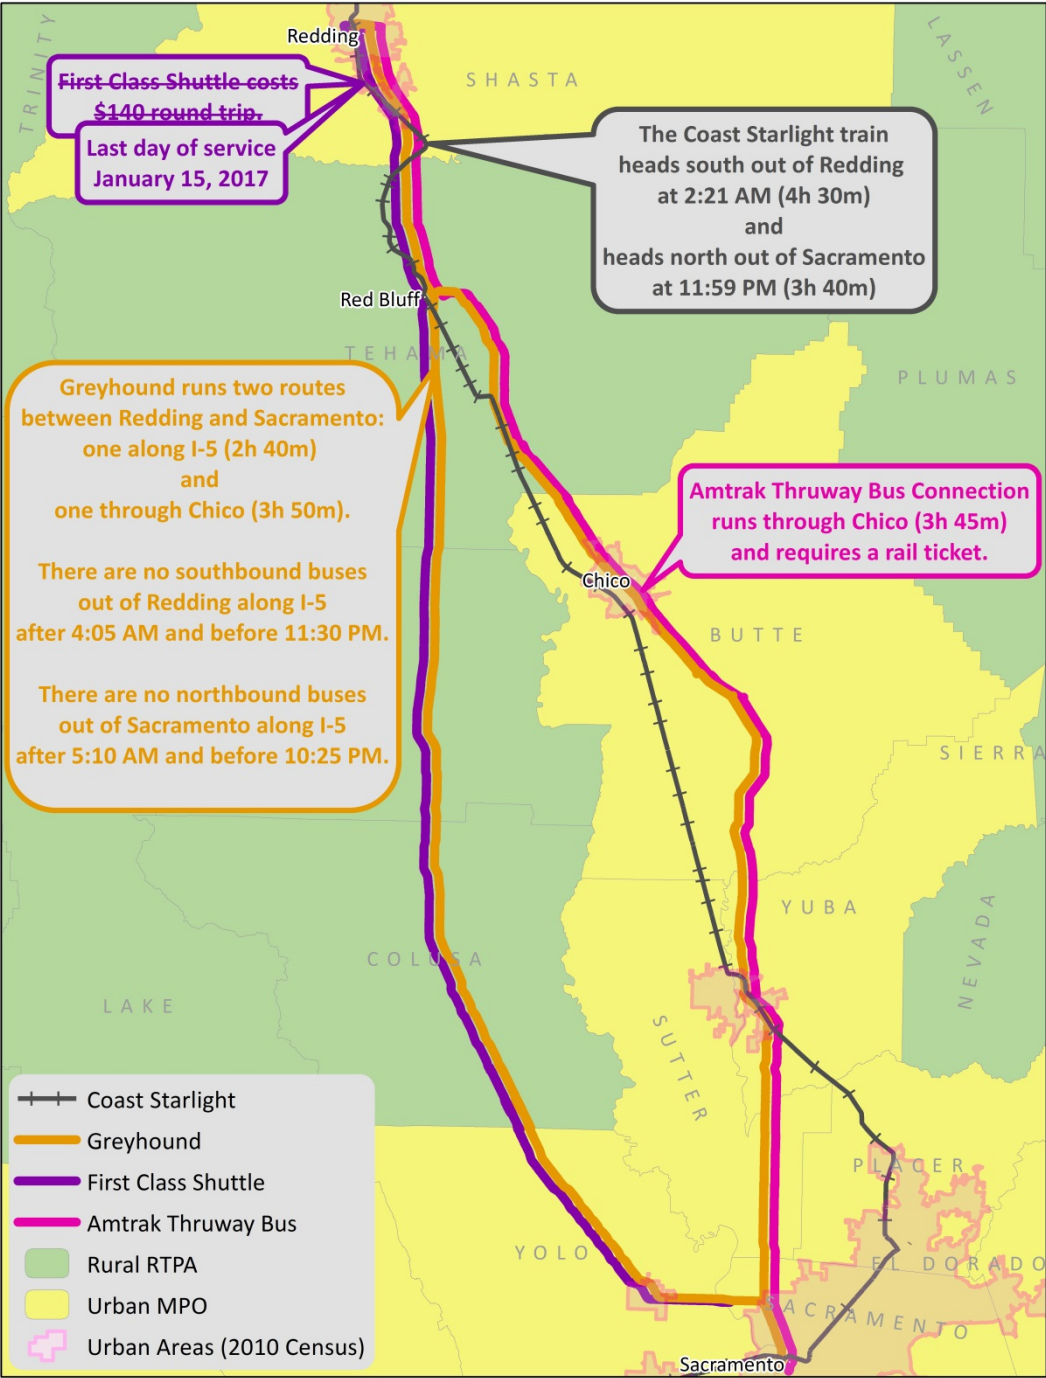 TRINITY
Redding
SHASTA
LASSEN
First Class Shuttle costs
$140 round trip.
Last day of service
January 15, 2017
The Coast Starlight train
heads south out of Redding
at 2:21 AM (4h 30m)
and
heads north out of Sacramento
at 11:59 PM (3h 40m)
Red Bluff
TEHAMA
PLUMAS
Greyhound runs two routes
between Redding and Sacramento:
one along I-5 (2h 40m)
and
one through Chico (3h 50m).
There are no southbound buses
out of Redding along I-5
after 4:05 AM and before 11:30 PM.
There are no northbound buses
out of Sacramento along I-5
after 5:10 AM and before 10:25 PM.
Amtrak Thruway Bus Connection
runs through Chico (3h 45m)
and requires a rail ticket.
Chico
BUTTE
SIERRA
YUBA
NEVADA
COLUSA
LAKE
SUTTER
PLACER
YOLO
EL DORADO
SACRAMENTO
Sacramento
Coast Starlight
Greyhound
First Class Shuttle
Amtrak Thruway Bus
Rural RTPA
Urban MPO
Urban Areas (2010 Census)